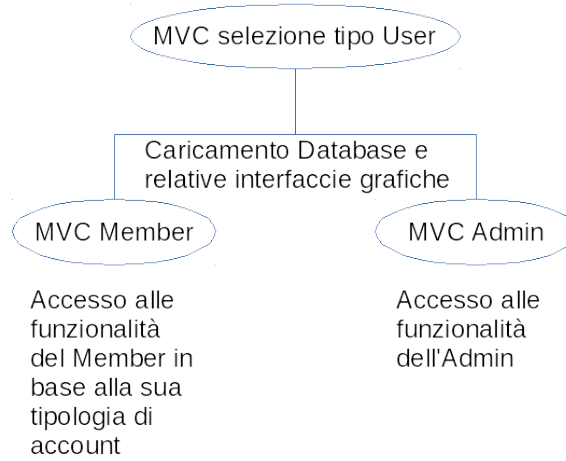 MVC selezione tipo User
Caricamento Database e
relative interfaccie grafiche
MVC Member
MVC Admin
Accesso alle
funzionalità
del Member in
base alla sua
tipologia di
account
Accesso alle
funzionalità
dell'Admin